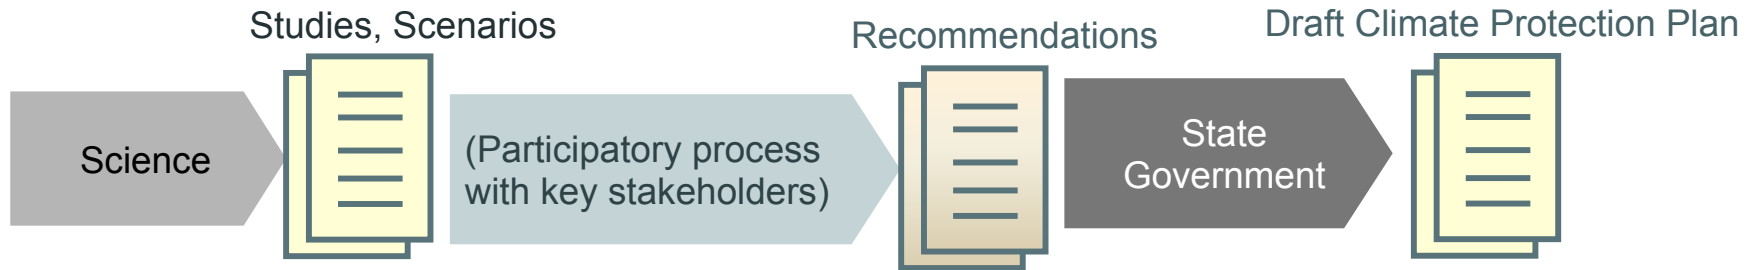 Studies, Scenarios
Recommendations
Draft Climate Protection Plan
Science
(Participatory process
with key stakeholders)
State
Government